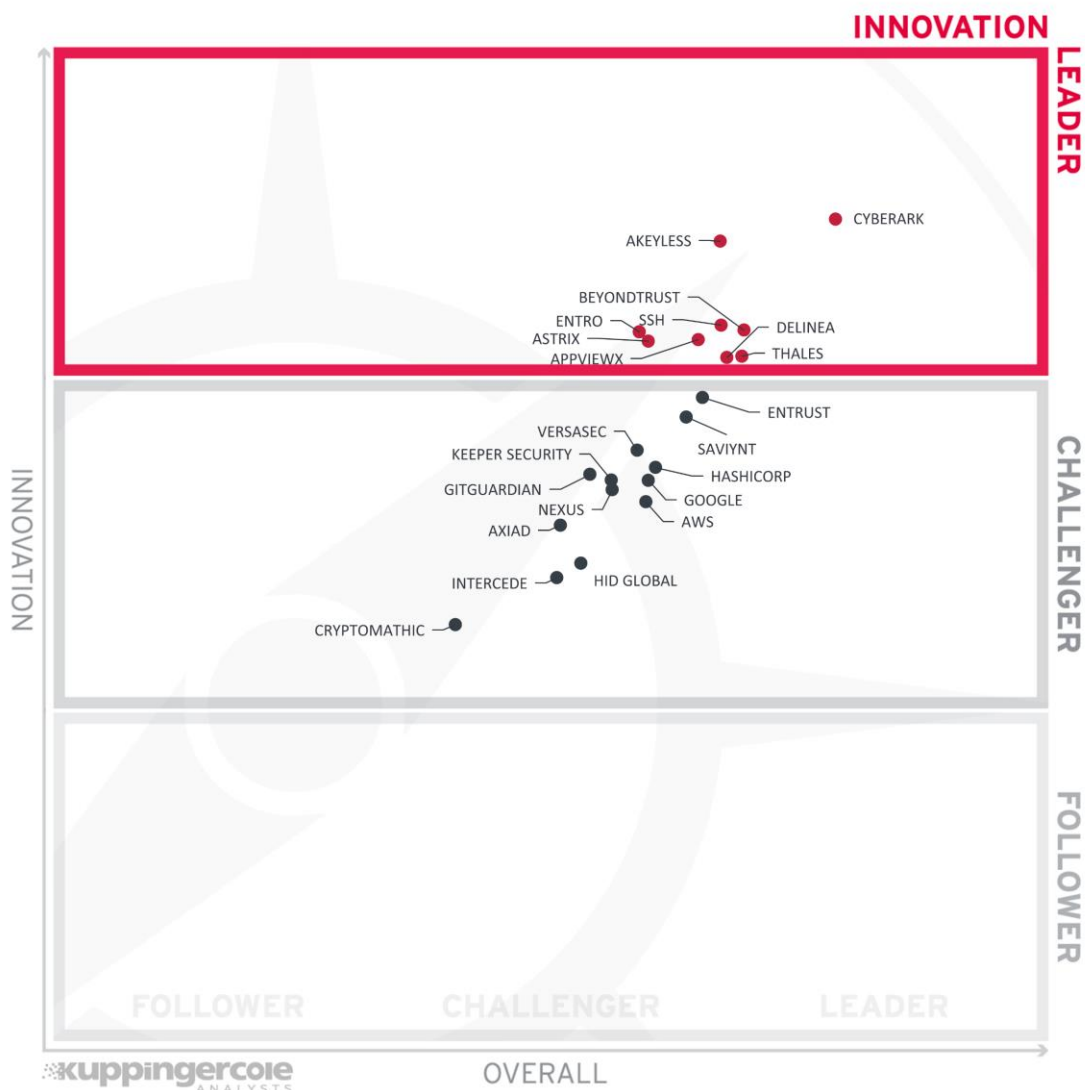 INNOVATION
LEADER
CYBERARK
AKEYLESS
BEYONDTRUST
ENTRO
SSH
DELINEA
ASTRIX
THALES
APPVIEWX
ENTRUST
VERSASEC
SAVIYNT
KEEPER SECURITY
HASHICORP
GITGUARDIAN
GOOGLE
NEXUS
AWS
AXIAD
INTERCEDE
HID GLOBAL
CRYPTOMATHIC
CHALLENGER
INNOVATION
FOLLOWER
FOLLOWER
CHALLENGER
LEADER
kuppingercole
ANALYSTS
OVERALL